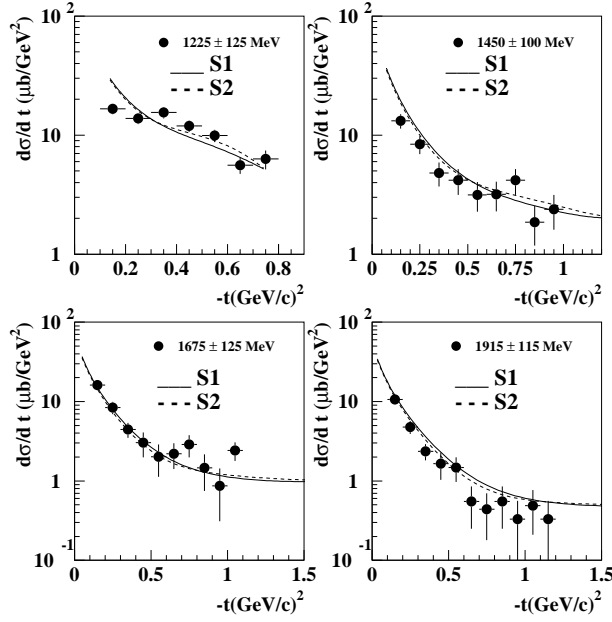 dσ/d t (μb/GeV²)
10²
10
1
1225 ± 125 MeV
S1
S2
0.2 0.4 0.6 0.8
-t(GeV/c)²
dσ/d t (μb/GeV²)
10²
10
1
1450 ± 100 MeV
S1
S2
0.25 0.5 0.75 1
-t(GeV/c)²
dσ/d t (μb/GeV²)
10²
10
1
10⁻¹
1675 ± 125 MeV
S1
S2
0 0.5 1 1.5
-t(GeV/c)²
dσ/d t (μb/GeV²)
10²
10
1
10⁻¹
1915 ± 115 MeV
S1
S2
0 0.5 1 1.5
-t(GeV/c)²